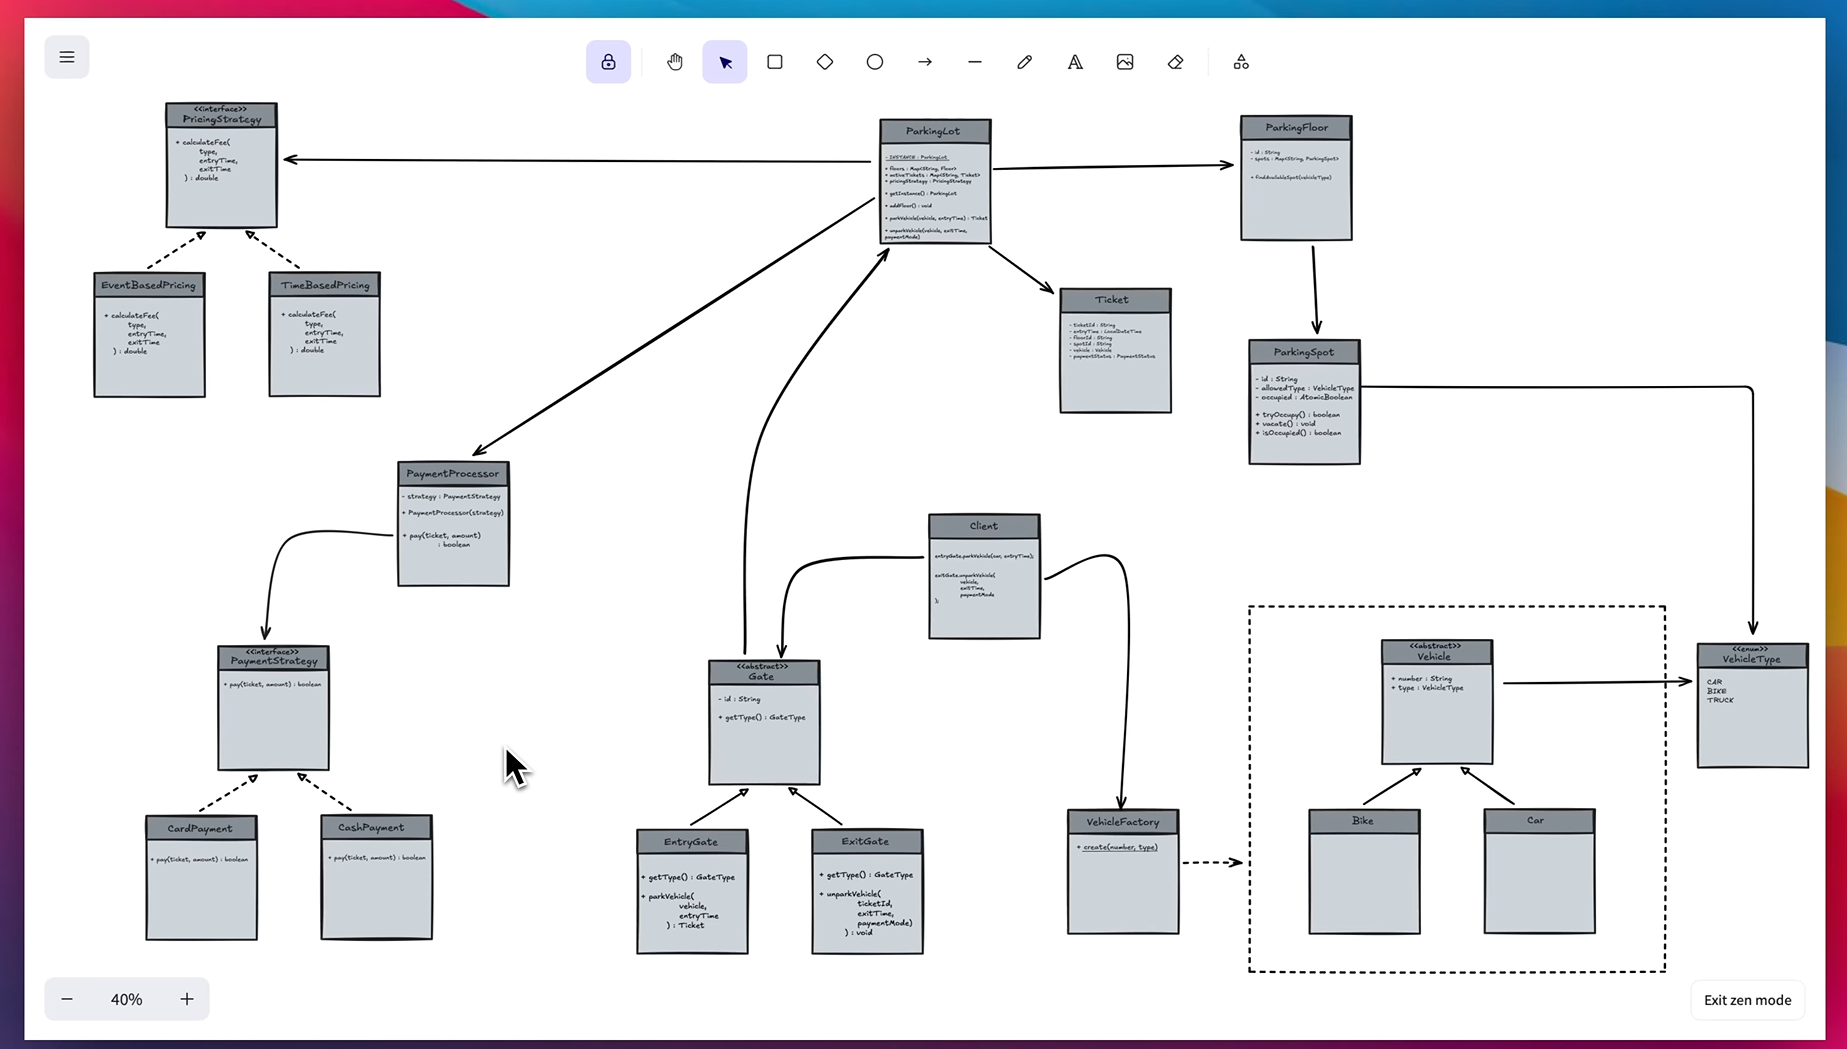 <<interface>>
PricingStrategy
+ calculateFee(
type,
entryTime,
exitTime
) : double
EventBasedPricing
+ calculateFee(
type,
entryTime,
exitTime
) : double
TimeBasedPricing
+ calculateFee(
type,
entryTime,
exitTime
) : double
ParkingLot
- INSTANCE : ParkingLot
+ floors : Map<String, Floor>
+ activeTickets : Map<String, Ticket>
+ pricingStrategy : PricingStrategy
+ getInstance() : ParkingLot
+ addFloor() : void
+ parkVehicle(vehicle, entryTime) : Ticket
+ unparkVehicle(vehicle, exitTime,
paymentMode)
ParkingFloor
- id : String
- spots : Map<String, ParkingSpot>
+ findAvailableSpot(vehicleType)
Ticket
- ticketId : String
- entryTime : LocalDateTime
- floorId : String
- spotId : String
- vehicle : Vehicle
- paymentStatus : PaymentStatus
ParkingSpot
- id : String
- allowedType : VehicleType
- occupied : AtomicBoolean
+ tryOccupy() : boolean
+ vacate() : void
+ isOccupied() : boolean
PaymentProcessor
- strategy : PaymentStrategy
+ PaymentProcessor(strategy)
+ pay(ticket, amount)
: boolean
Client
entryGate.parkVehicle(car, entryTime);
exitGate.unparkVehicle(
vehicle,
exitTime,
paymentMode
);
<<interface>>
PaymentStrategy
+ pay(ticket, amount) : boolean
CardPayment
+ pay(ticket, amount) : boolean
CashPayment
+ pay(ticket, amount) : boolean
<<abstract>>
Gate
- id : String
+ getType() : GateType
EntryGate
+ getType() : GateType
+ parkVehicle(
vehicle,
entryTime
) : Ticket
ExitGate
+ getType() : GateType
+ unparkVehicle(
ticketId,
exitTime,
paymentMode)
) : void
VehicleFactory
+ create(number, type)
<<abstract>>
Vehicle
+ number : String
+ type : VehicleType
Bike
Car
<<enum>>
VehicleType
CAR
BIKE
TRUCK
40%
Exit zen mode